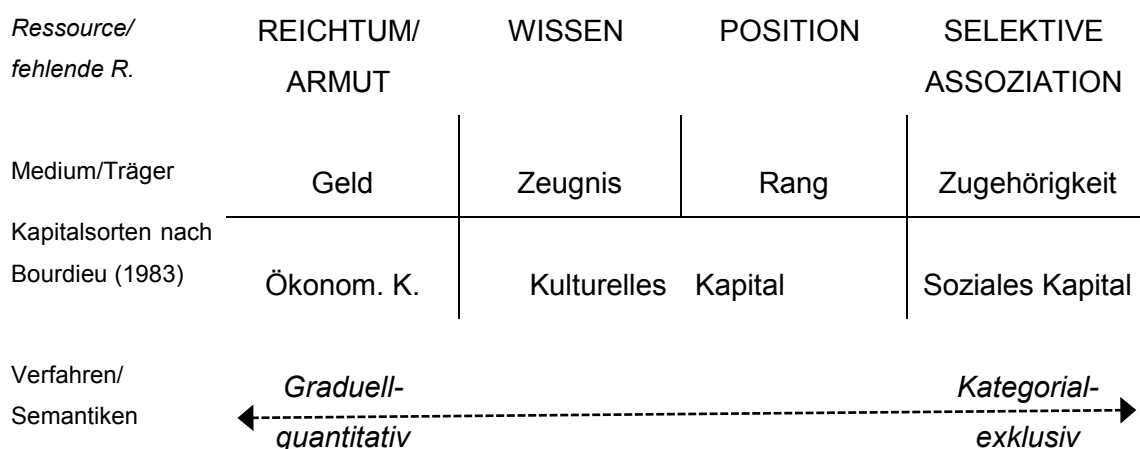 Ressource/ REICHTUM/ WISSEN POSITION SELEKTIVE
fehlende R. ARMUT ASSOZIATION
Medium/Träger Geld Zeugnis Rang Zugehörigkeit
Kapitalsorten nach
Bourdieu (1983) Ökonom. K. Kulturelles Kapital Soziales Kapital
Verfahren/ Graduell- Kategorial-
Semantiken quantitativ exklusiv